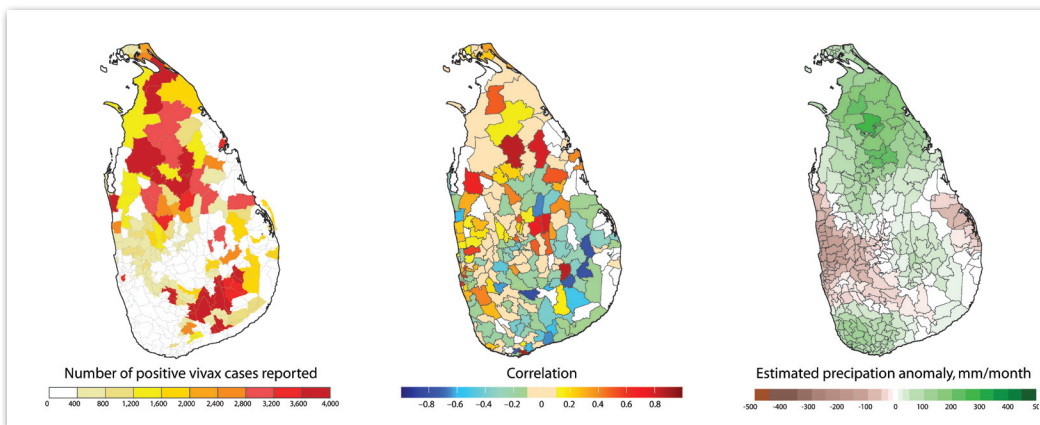 Number of positive vivax cases reported
0 400 800 1,200 1,600 2,000 2,400 2,800 3,200 3,600 4,000
Correlation
−0.8 −0.6 −0.4 −0.2 0 0.2 0.4 0.6 0.8
Estimated precipation anomaly, mm/month
-500 -400 -300 -200 -100 0 100 200 300 400 50